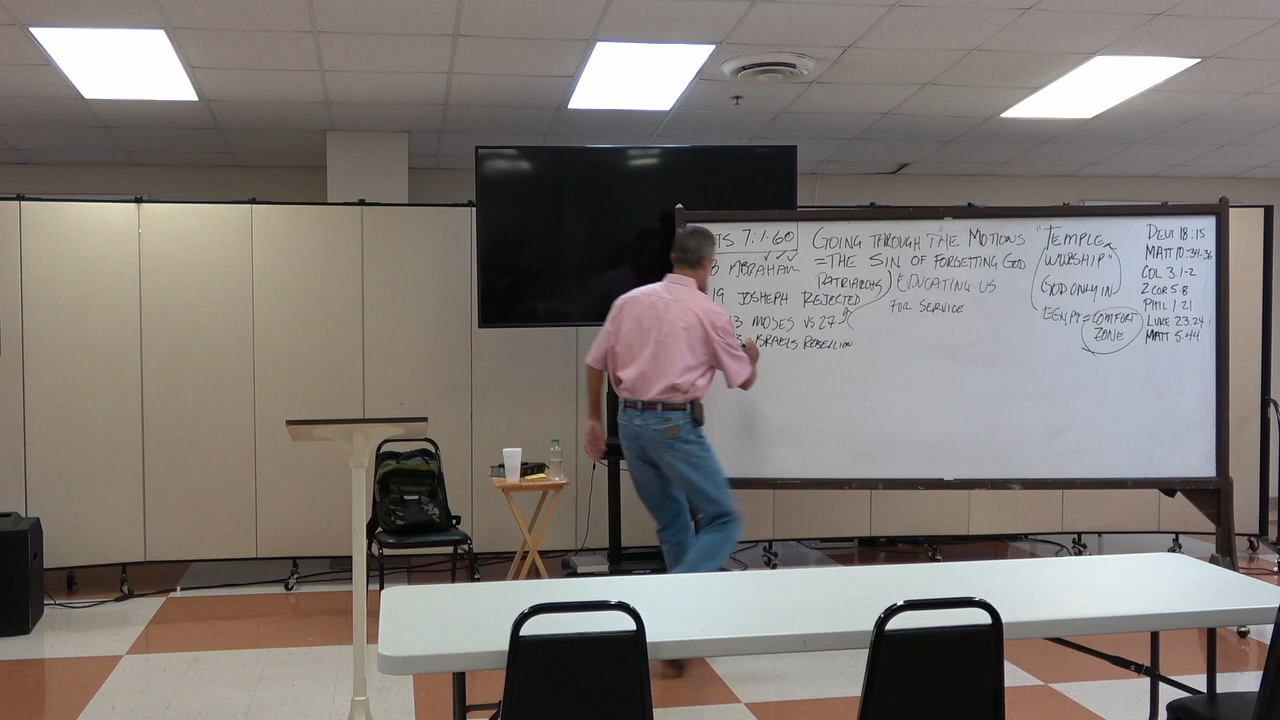 TS 7:1-60
ABRAHAM
19 JOSHEPH REJECTED
PATRIARCHS
3 MOSES VS 27
ISRAELS REBELLION
GOING THROUGH THE MOTIONS
=THE SIN OF FORGETTING GOD
EDUCATING US
FOR SERVICE
"TEMPLE
WORSHIP"
GOD ONLY IN
EGYPT = COMFORT
ZONE
DEUT 18:15
MATT 10:34-36
COL 3.1-2
2 COR 5.8
PHIL 1.21
LUKE 23.24
MATT 5.44